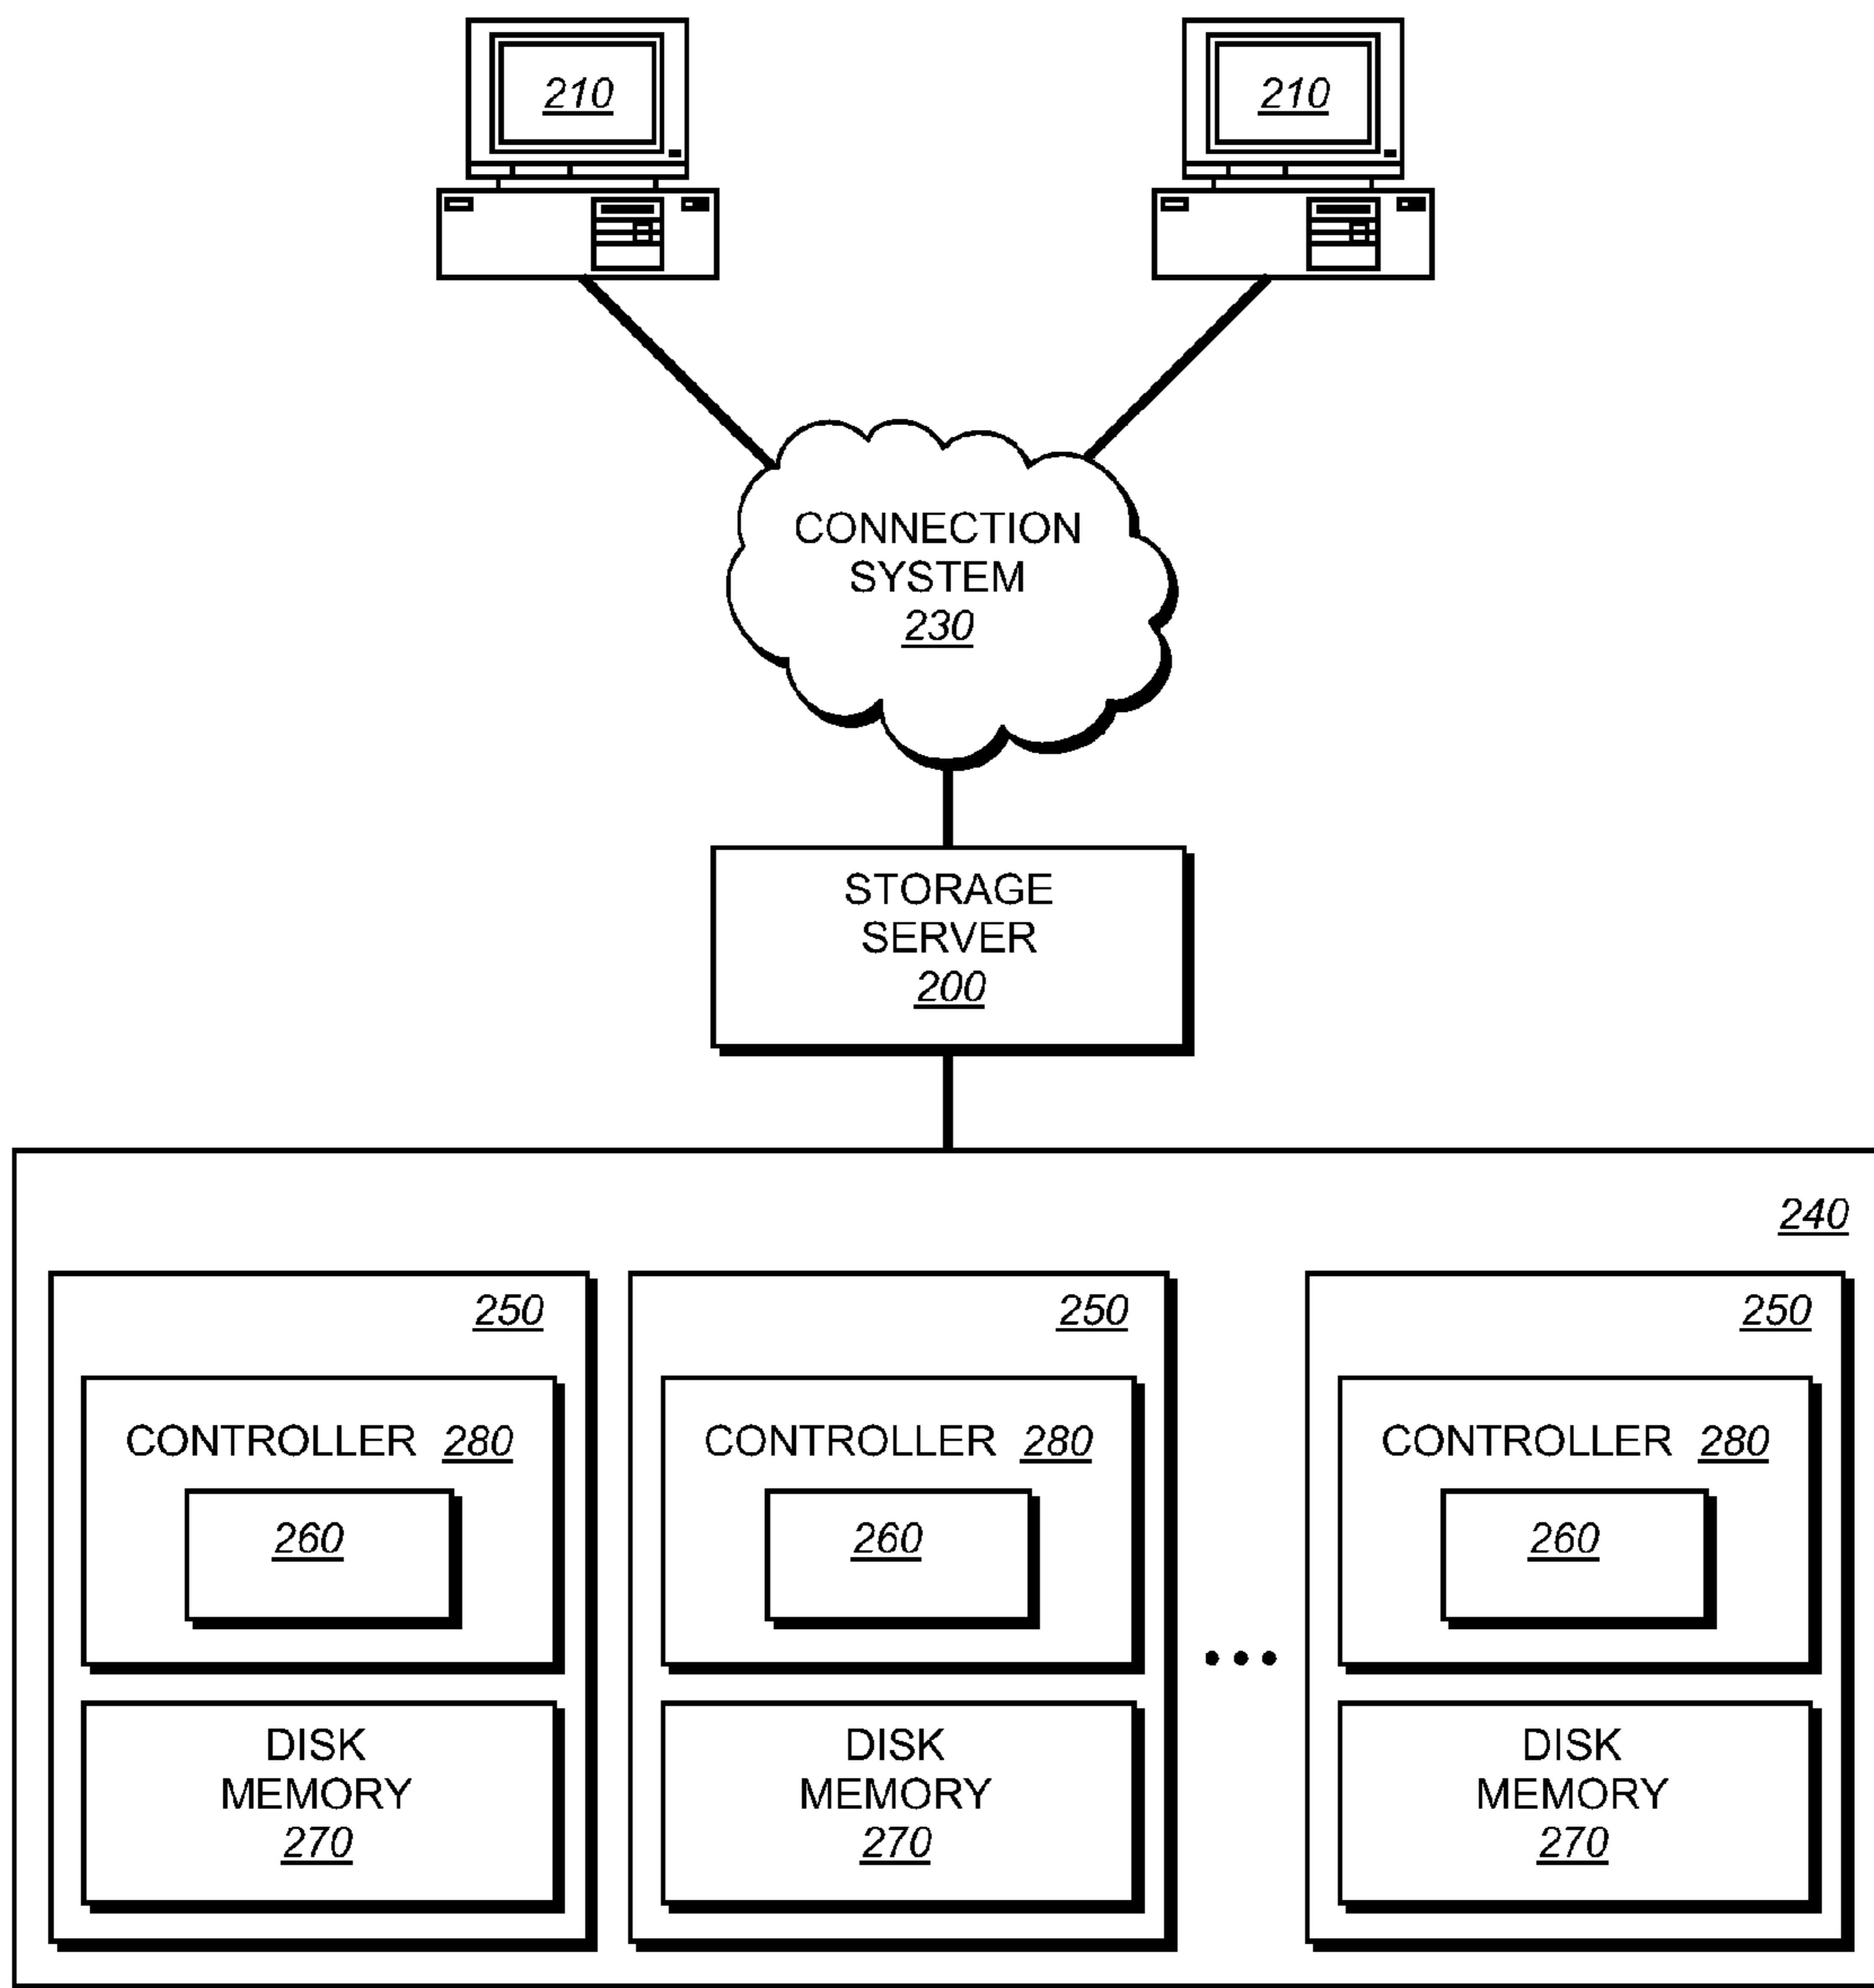 210
210
CONNECTION
SYSTEM
230
STORAGE
SERVER
200
240
250
250
250
CONTROLLER 280
CONTROLLER 280
CONTROLLER 280
260
260
260
DISK
MEMORY
270
DISK
MEMORY
270
DISK
MEMORY
270